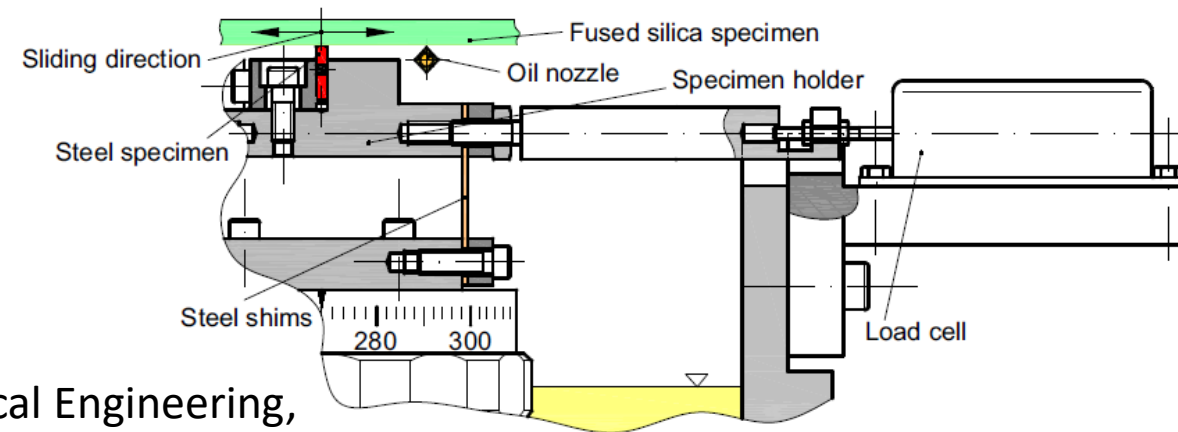 Fused silica specimen
Sliding direction
Oil nozzle
Specimen holder
Steel specimen
Steel shims
280 300
Load cell
cal Engineering,